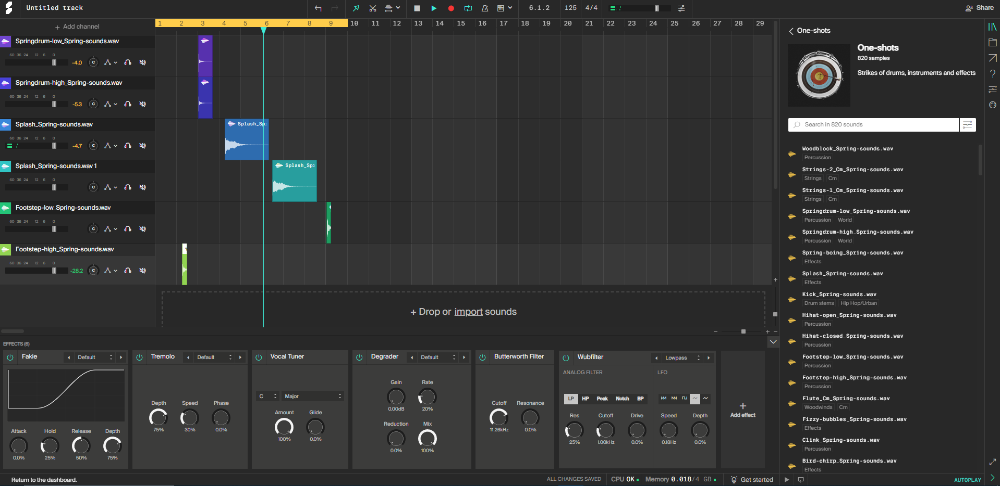 Untitled track
6.1.2
125
4/4
Share
+ Add channel
1 2 3 4 5 6 7 8 9 10 11 12 13 14 15 16 17 18 19 20 21 22 23 24 25 26 27 28 29
Springdrum-low_Spring-sounds.wav
60 36 24 12 6 0
-4.0
C
Springdrum-high_Spring-sounds.wav
60 36 24 12 6 0
-5.3
C
Splash_Spring-sounds.wav
60 36 24 12 6 0
-4.7
C
Splash_Sp
Splash_Spring-sounds.wav 1
60 36 24 12 6 0
C
Splash_Sp
Footstep-low_Spring-sounds.wav
60 36 24 12 6 0
C
Footstep-high_Spring-sounds.wav
60 36 24 12 6 0
-28.2
C
+ Drop or import sounds
EFFECTS (6)
Fakie
Default
Attack Hold Release Depth
0.0% 25% 50% 75%
Tremolo
Default
Depth Speed Phase
75% 30% 0.0%
Vocal Tuner
C
Major
Amount Glide
100% 0.0%
Degrader
Default
Gain Rate
0.00dB 20%
Reduction Mix
0.0% 100%
Butterworth Filter
Cutoff Resonance
11.26kHz 0.0%
Wubfilter
Lowpass
ANALOG FILTER
LP HP Peak Notch BP
Res Cutoff Drive
25% 1.00kHz 0.0%
LFO
Speed Depth
0.18Hz 0.0%
+
Add effect
One-shots
One-shots
820 samples
Strikes of drums, instruments and effects
Search in 820 sounds
Woodblock_Spring-sounds.wav
Percussion
Strings-2_Cm_Spring-sounds.wav
Strings Cm
Strings-1_Cm_Spring-sounds.wav
Strings Cm
Springdrum-low_Spring-sounds.wav
Percussion World
Springdrum-high_Spring-sounds.wav
Percussion World
Spring-boing_Spring-sounds.wav
Effects
Splash_Spring-sounds.wav
Effects
Kick_Spring-sounds.wav
Drum stems Hip Hop/Urban
Hihat-open_Spring-sounds.wav
Percussion
Hihat-closed_Spring-sounds.wav
Percussion
Footstep-low_Spring-sounds.wav
Percussion
Footstep-high_Spring-sounds.wav
Percussion
Flute_Cm_Spring-sounds.wav
Woodwinds Cm
Fizzy-bubbles_Spring-sounds.wav
Effects
Clink_Spring-sounds.wav
Percussion
Bird-chirp_Spring-sounds.wav
Effects
Return to the dashboard.
ALL CHANGES SAVED
CPU OK
Memory 0.018/4 GB
Get started
AUTOPLAY